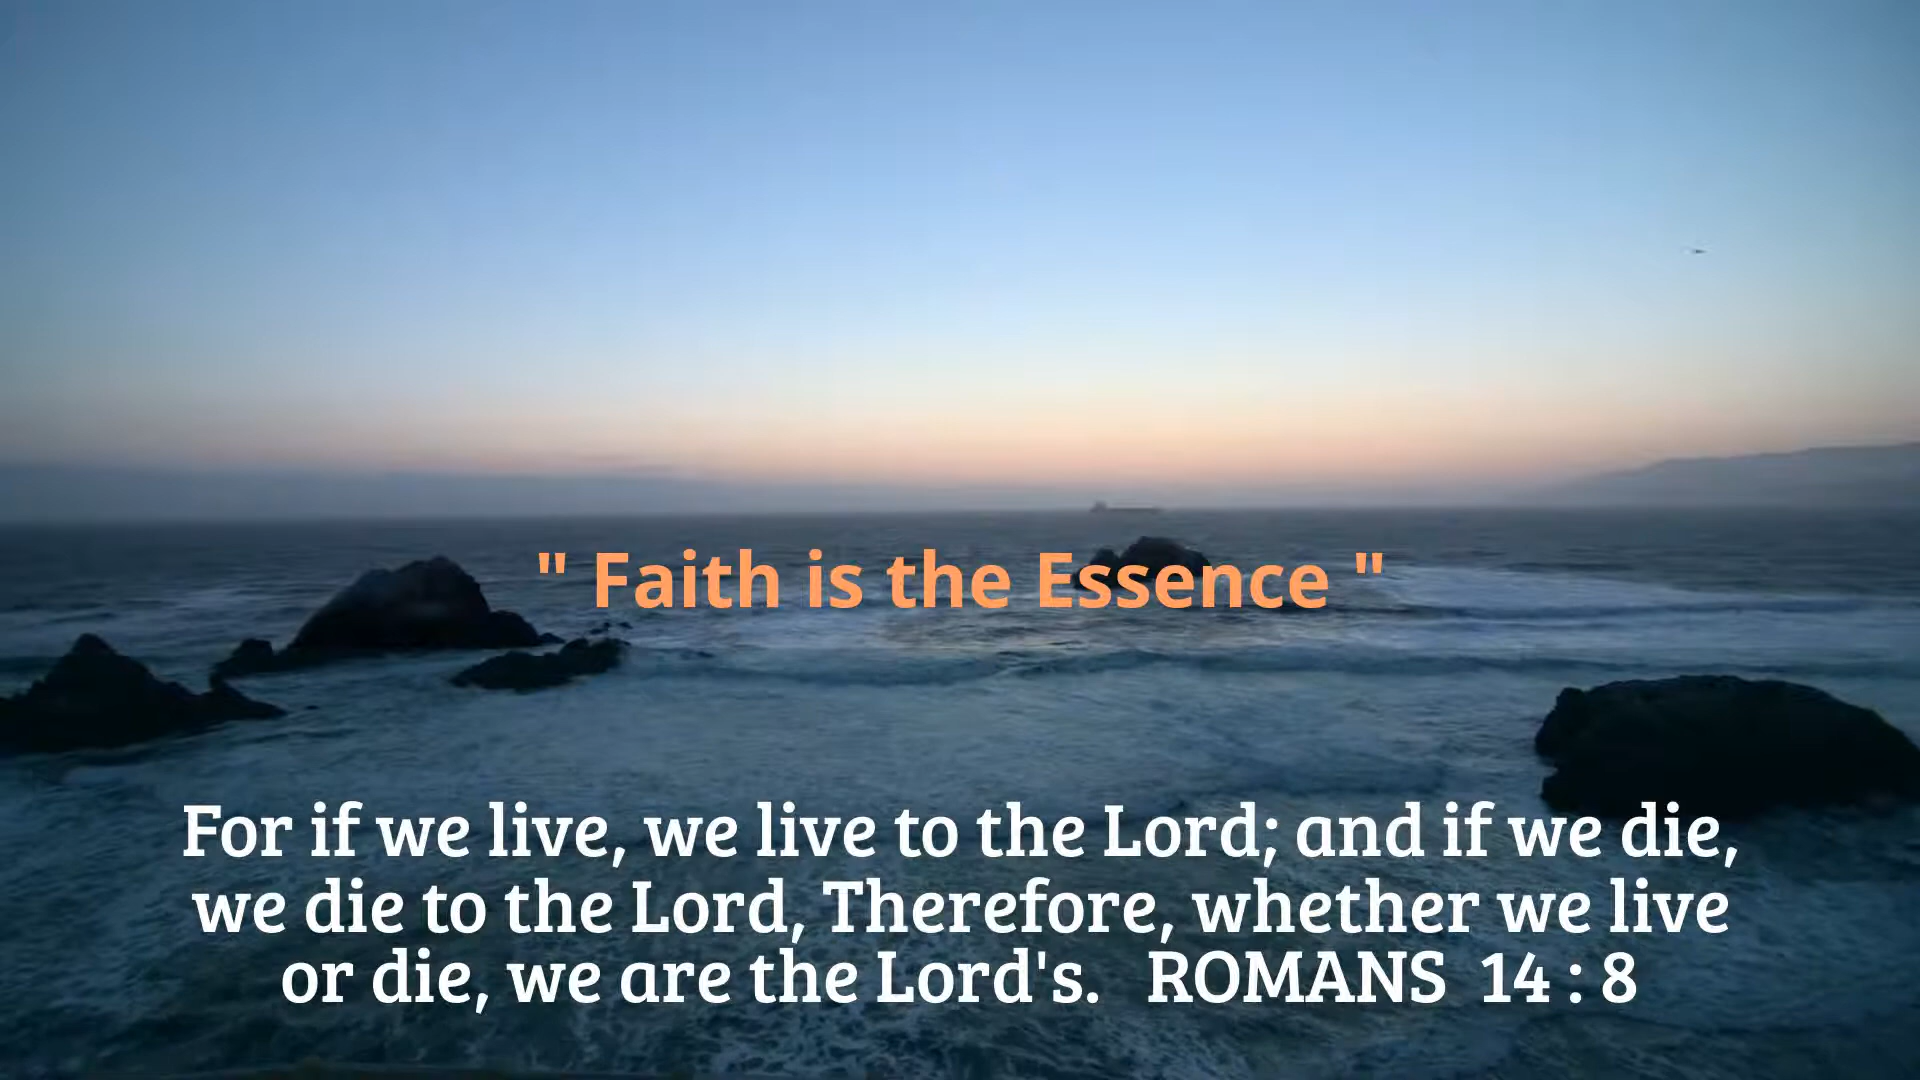 " Faith is the Essence "
For if we live, we live to the Lord; and if we die,
we die to the Lord, Therefore, whether we live
or die, we are the Lord's. ROMANS 14 : 8